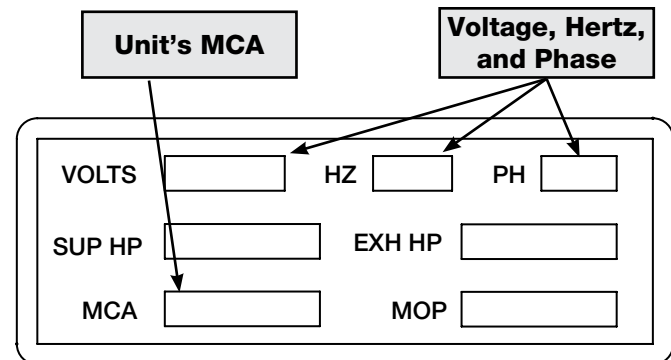 Unit's MCA
Voltage, Hertz,
and Phase
VOLTS HZ PH
SUP HP EXH HP
MCA MOP